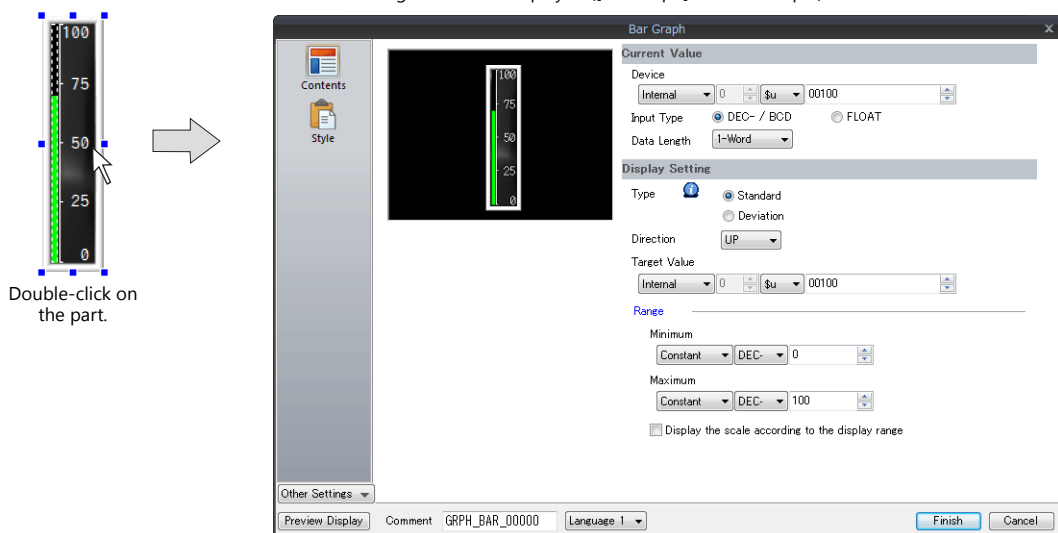 Bar Graph
x
100
75
50
25
0
Double-click on
the part.
Contents
Style
100
75
50
25
0
Current Value
Device
Internal 0 $u 00100
Input Type DEC- / BCD FLOAT
Data Length 1-Word
Display Setting
Type Standard
Deviation
Direction UP
Target Value
Internal 0 $u 00100
Range
Minimum
Constant DEC- 0
Maximum
Constant DEC- 100
Display the scale according to the display range
Other Settings
Preview Display Comment GRPH_BAR_00000 Language 1 Finish Cancel